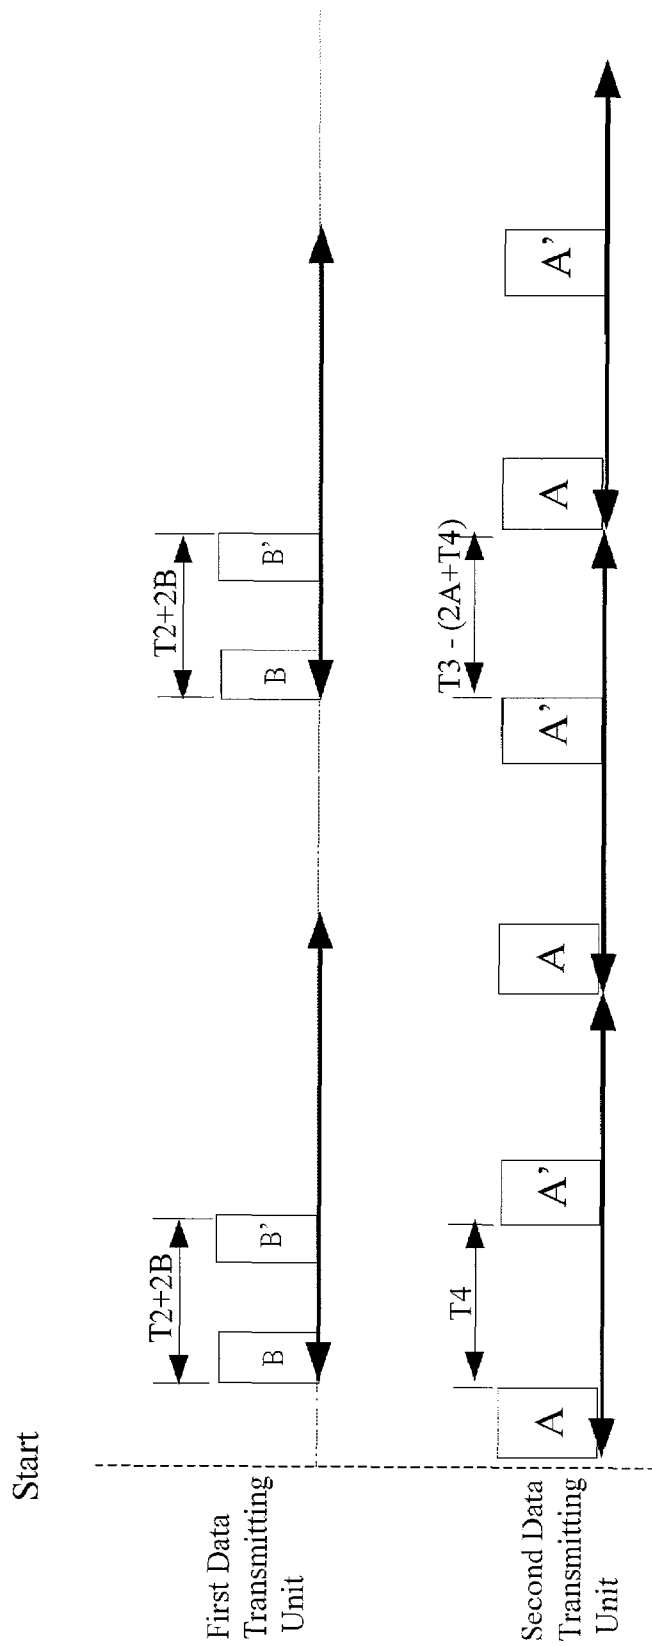 Start
First Data
Transmitting
Unit
T2+2B
B
B'
T2+2B
B
B'
Second Data
Transmitting
Unit
T4
A
A'
A
A'
T3 - (2A+T4)
A
A'